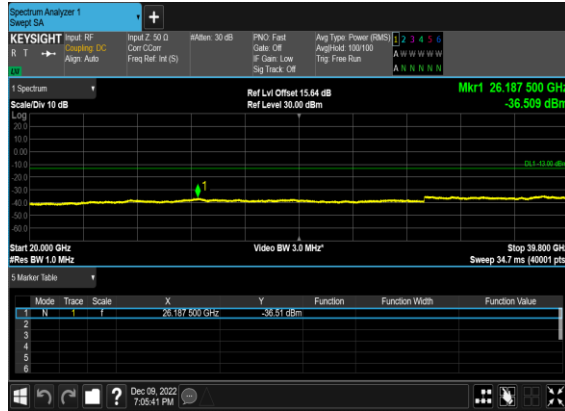 Spectrum Analyzer 1
Swept SA
+
KEYSIGHT Input: RF Input Z: 50 Ω #Atten: 30 dB PNO: Fast Avg Type: Power (RMS) 1 2 3 4 5 6
R T Coupling: DC Corr CCorr Gate: Off Avg|Hold: 100/100 A W W W W W
Align: Auto Freq Ref: Int (S) IF Gain: Low Trig: Free Run
Sig Track: Off A N N N N N
1 Spectrum Ref Lvl Offset 15.64 dB Mkr1 26.187 500 GHz
Scale/Div 10 dB Ref Level 30.00 dBm -36.509 dBm
Log
20.0
10.0
0.00
-10.0 DL1 -13.00 dBm
-20.0
-30.0 1
-40.0
-50.0
-60.0
Start 20.000 GHz Video BW 3.0 MHz* Stop 39.800 GHz
#Res BW 1.0 MHz Sweep 34.7 ms (40001 pts)
5 Marker Table
Mode Trace Scale X Y Function Function Width Function Value
1 N 1 f 26.187 500 GHz -36.51 dBm
2
3
4
5
6
? Dec 09, 2022
7:05:41 PM